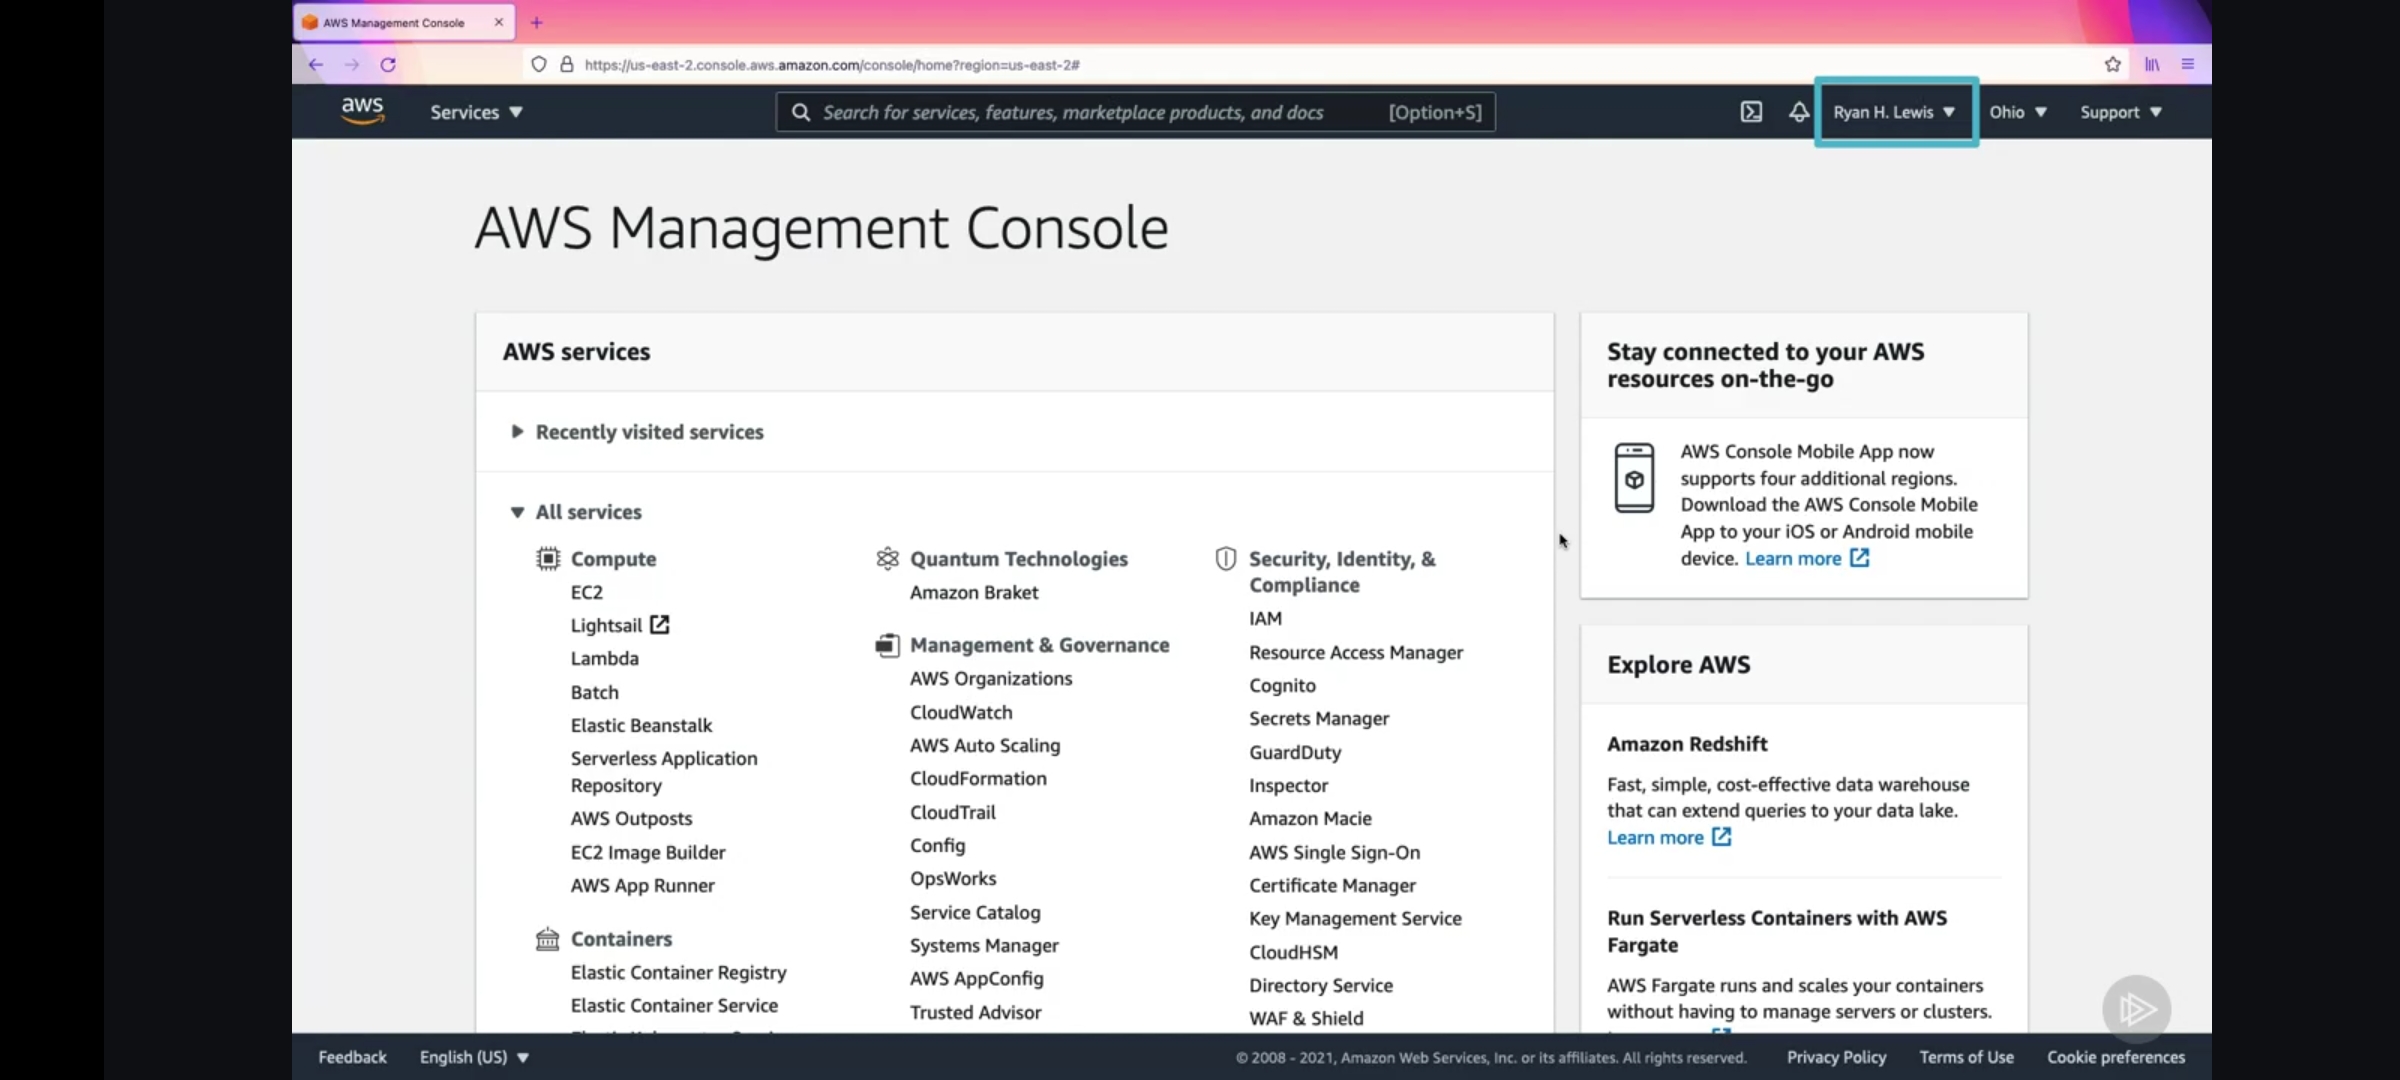 AWS Management Console
https://us-east-2.console.aws.amazon.com/console/home?region=us-east-2#
aws
Services
Search for services, features, marketplace products, and docs [Option+S]
Ryan H. Lewis
Ohio
Support
AWS Management Console
AWS services
Recently visited services
All services
Compute
EC2
Lightsail
Lambda
Batch
Elastic Beanstalk
Serverless Application
Repository
AWS Outposts
EC2 Image Builder
AWS App Runner
Containers
Elastic Container Registry
Elastic Container Service
Quantum Technologies
Amazon Braket
Management & Governance
AWS Organizations
CloudWatch
AWS Auto Scaling
CloudFormation
CloudTrail
Config
OpsWorks
Service Catalog
Systems Manager
AWS AppConfig
Trusted Advisor
Security, Identity, &
Compliance
IAM
Resource Access Manager
Cognito
Secrets Manager
GuardDuty
Inspector
Amazon Macie
AWS Single Sign-On
Certificate Manager
Key Management Service
CloudHSM
Directory Service
WAF & Shield
Stay connected to your AWS
resources on-the-go
AWS Console Mobile App now
supports four additional regions.
Download the AWS Console Mobile
App to your iOS or Android mobile
device. Learn more
Explore AWS
Amazon Redshift
Fast, simple, cost-effective data warehouse
that can extend queries to your data lake.
Learn more
Run Serverless Containers with AWS
Fargate
AWS Fargate runs and scales your containers
without having to manage servers or clusters.
Feedback
English (US)
© 2008 - 2021, Amazon Web Services, Inc. or its affiliates. All rights reserved.
Privacy Policy
Terms of Use
Cookie preferences